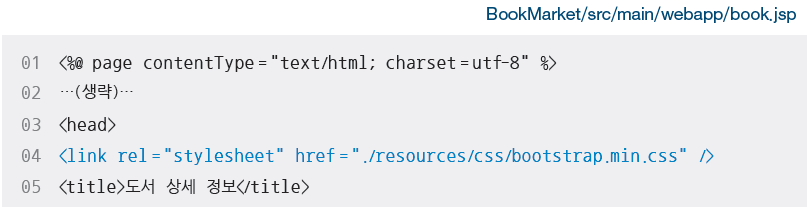 BookMarket/src/main/webapp/book.jsp
01 <%@ page contentType="text/html; charset=utf-8" %>
02 …(생략)…
03 <head>
04 <link rel="stylesheet" href="./resources/css/bootstrap.min.css" />
05 <title>도서 상세 정보</title>